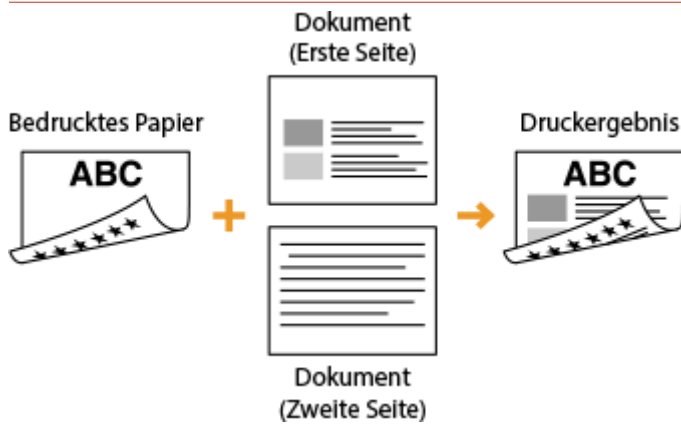 Dokument
(Erste Seite)
Bedrucktes Papier
ABC
Druckergebnis
ABC
Dokument
(Zweite Seite)